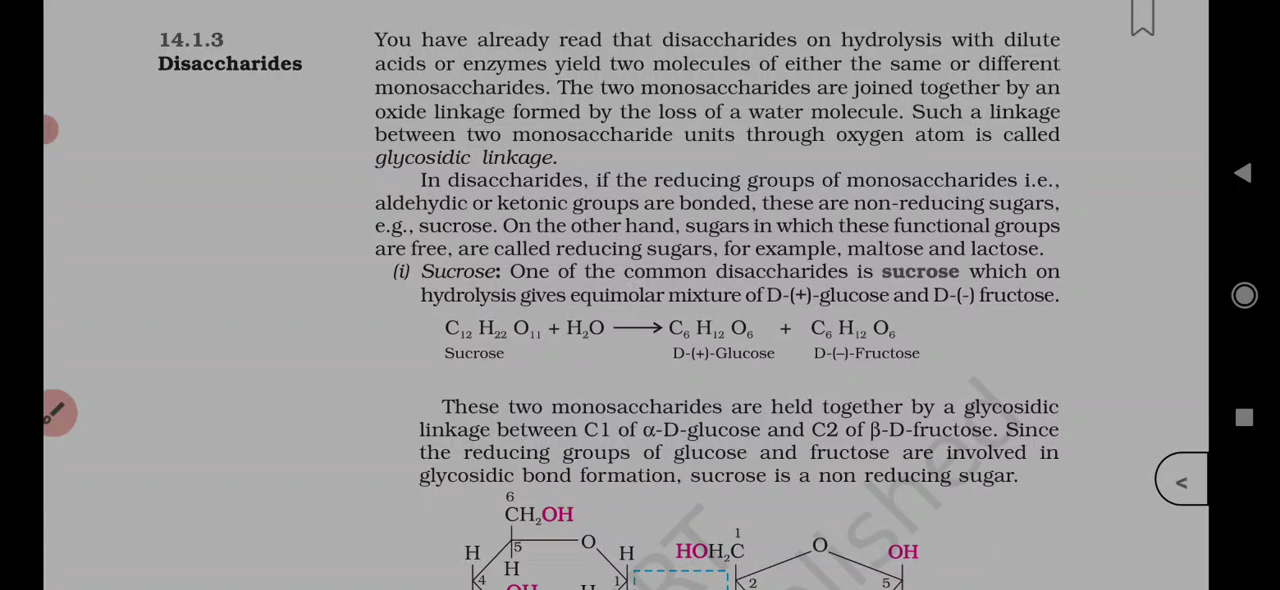 14.1.3
Disaccharides
You have already read that disaccharides on hydrolysis with dilute
acids or enzymes yield two molecules of either the same or different
monosaccharides. The two monosaccharides are joined together by an
oxide linkage formed by the loss of a water molecule. Such a linkage
between two monosaccharide units through oxygen atom is called
glycosidic linkage.
In disaccharides, if the reducing groups of monosaccharides i.e.,
aldehydic or ketonic groups are bonded, these are non-reducing sugars,
e.g., sucrose. On the other hand, sugars in which these functional groups
are free, are called reducing sugars, for example, maltose and lactose.
(i) Sucrose: One of the common disaccharides is sucrose which on
hydrolysis gives equimolar mixture of D-(+)-glucose and D-(-) fructose.
C₁₂ H₂₂ O₁₁ + H₂O ⟶ C₆ H₁₂ O₆ + C₆ H₁₂ O₆
Sucrose D-(+)-Glucose D-(–)-Fructose
These two monosaccharides are held together by a glycosidic
linkage between C1 of α-D-glucose and C2 of β-D-fructose. Since
the reducing groups of glucose and fructose are involved in
glycosidic bond formation, sucrose is a non reducing sugar.
6
CH₂OH
1
H 5 O H HOH₂C O OH
H
4 1 2 5
<